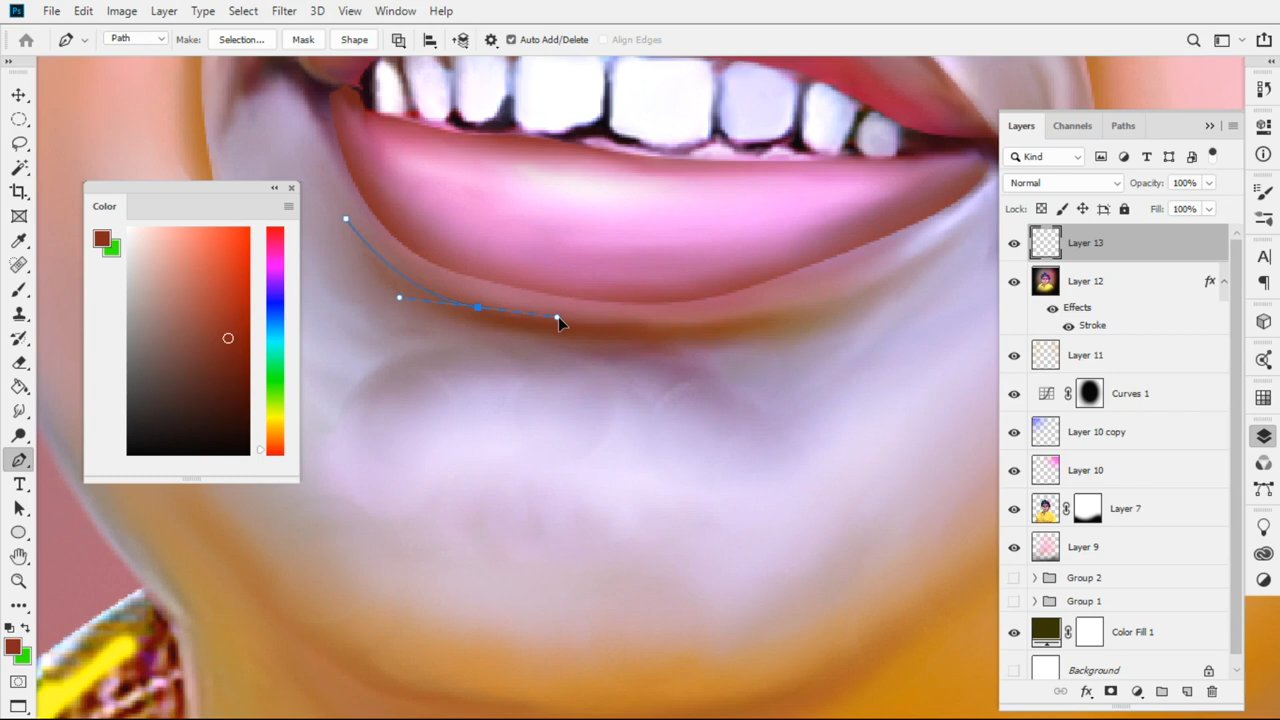 Ps File Edit Image Layer Type Select Filter 3D View Window Help
Path Make: Selection... Mask Shape Auto Add/Delete Align Edges
Color
Layers Channels Paths
Kind
Normal Opacity: 100%
Lock: Fill: 100%
Layer 13
Layer 12 fx
Effects
Stroke
Layer 11
Curves 1
Layer 10 copy
Layer 10
Layer 7
Layer 9
Group 2
Group 1
Color Fill 1
Background
fx